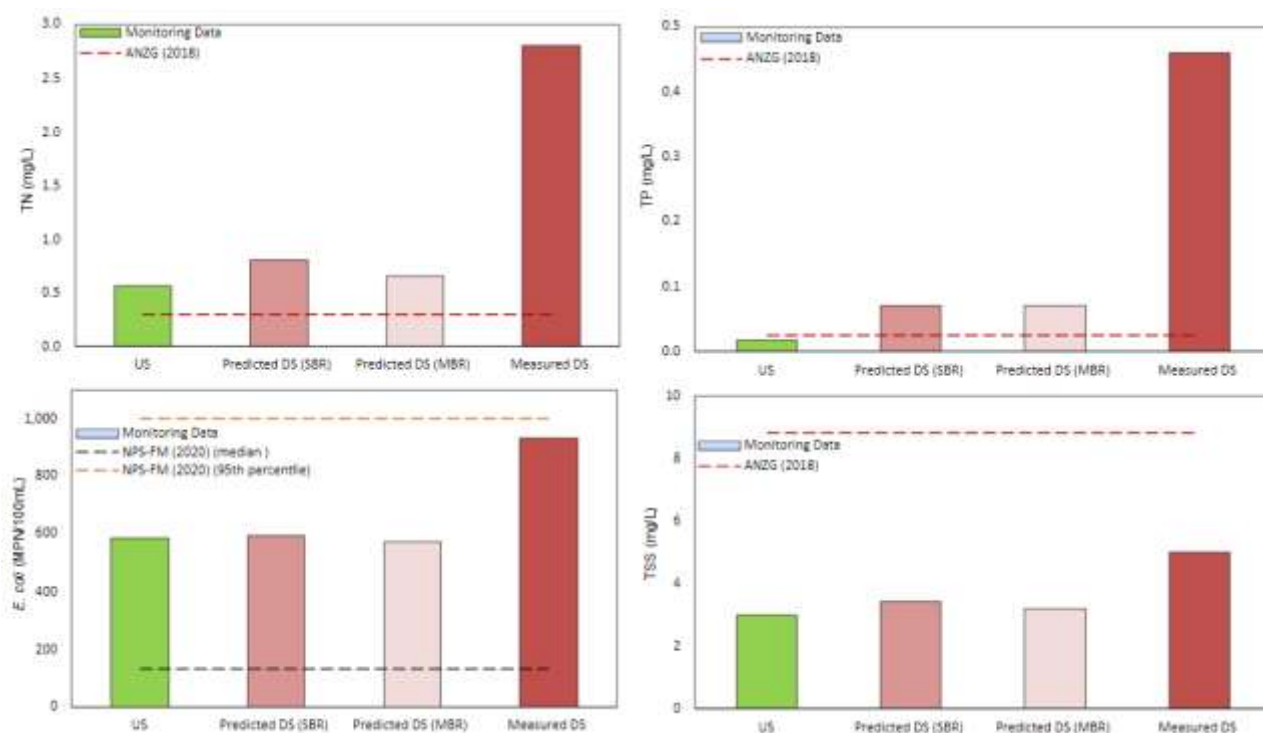 3.0
2.5
2.0
1.5
1.0
0.5
0.0
TN (mg/L)
Monitoring Data
ANZG (2018)
US
Predicted DS (SBR)
Predicted DS (MBR)
Measured DS
0.5
0.4
0.3
0.2
0.1
0.0
TP (mg/L)
Monitoring Data
ANZG (2018)
US
Predicted DS (SBR)
Predicted DS (MBR)
Measured DS
1,000
800
600
400
200
0
E. coli (MPN/100mL)
Monitoring Data
NPS-FM (2020) (median )
NPS-FM (2020) (95th percentile)
US
Predicted DS (SBR)
Predicted DS (MBR)
Measured DS
10
8
6
4
2
0
TSS (mg/L)
Monitoring Data
ANZG (2018)
US
Predicted DS (SBR)
Predicted DS (MBR)
Measured DS